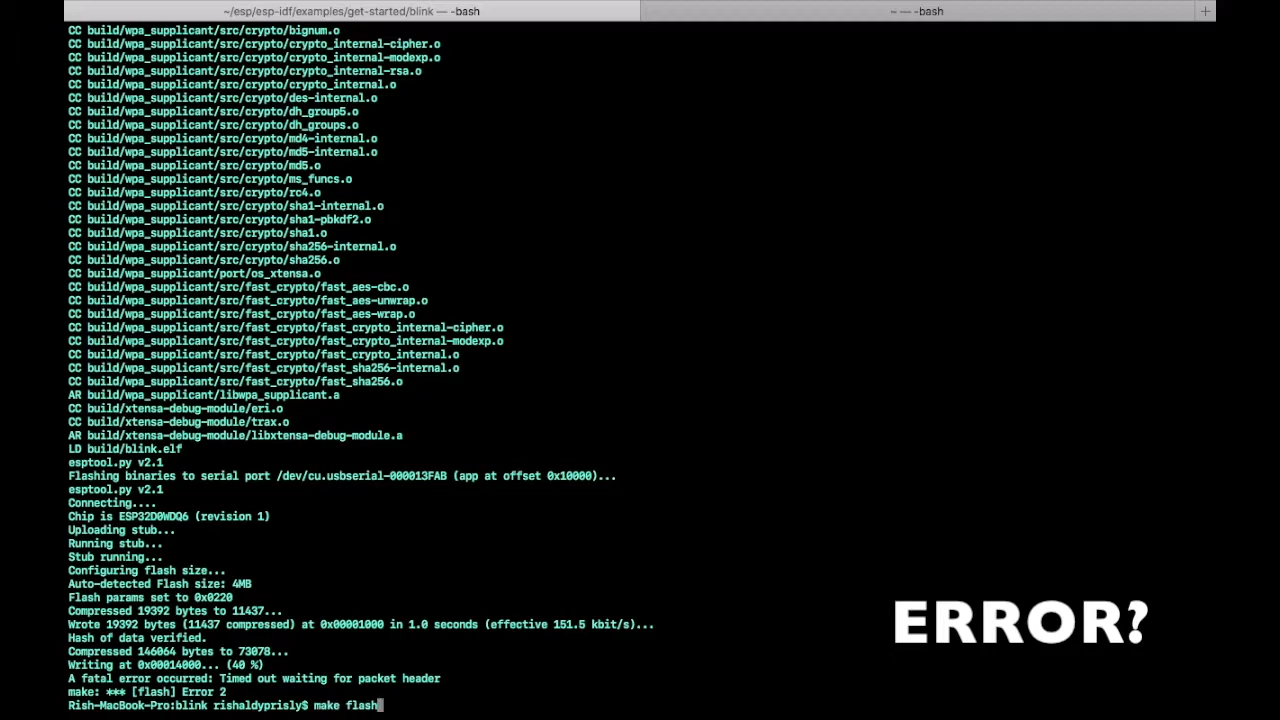 ~/esp/esp-idf/examples/get-started/blink — -bash
~ — -bash
CC build/wpa_supplicant/src/crypto/bignum.o
CC build/wpa_supplicant/src/crypto/crypto_internal-cipher.o
CC build/wpa_supplicant/src/crypto/crypto_internal-modexp.o
CC build/wpa_supplicant/src/crypto/crypto_internal-rsa.o
CC build/wpa_supplicant/src/crypto/crypto_internal.o
CC build/wpa_supplicant/src/crypto/des-internal.o
CC build/wpa_supplicant/src/crypto/dh_group5.o
CC build/wpa_supplicant/src/crypto/dh_groups.o
CC build/wpa_supplicant/src/crypto/md4-internal.o
CC build/wpa_supplicant/src/crypto/md5-internal.o
CC build/wpa_supplicant/src/crypto/md5.o
CC build/wpa_supplicant/src/crypto/ms_funcs.o
CC build/wpa_supplicant/src/crypto/rc4.o
CC build/wpa_supplicant/src/crypto/sha1-internal.o
CC build/wpa_supplicant/src/crypto/sha1-pbkdf2.o
CC build/wpa_supplicant/src/crypto/sha1.o
CC build/wpa_supplicant/src/crypto/sha256-internal.o
CC build/wpa_supplicant/src/crypto/sha256.o
CC build/wpa_supplicant/port/os_xtensa.o
CC build/wpa_supplicant/src/fast_crypto/fast_aes-cbc.o
CC build/wpa_supplicant/src/fast_crypto/fast_aes-unwrap.o
CC build/wpa_supplicant/src/fast_crypto/fast_aes-wrap.o
CC build/wpa_supplicant/src/fast_crypto/fast_crypto_internal-cipher.o
CC build/wpa_supplicant/src/fast_crypto/fast_crypto_internal-modexp.o
CC build/wpa_supplicant/src/fast_crypto/fast_crypto_internal.o
CC build/wpa_supplicant/src/fast_crypto/fast_sha256-internal.o
CC build/wpa_supplicant/src/fast_crypto/fast_sha256.o
AR build/wpa_supplicant/libwpa_supplicant.a
CC build/xtensa-debug-module/eri.o
CC build/xtensa-debug-module/trax.o
AR build/xtensa-debug-module/libxtensa-debug-module.a
LD build/blink.elf
esptool.py v2.1
Flashing binaries to serial port /dev/cu.usbserial-000013FAB (app at offset 0x10000)...
esptool.py v2.1
Connecting....
Chip is ESP32D0WDQ6 (revision 1)
Uploading stub...
Running stub...
Stub running...
Configuring flash size...
Auto-detected Flash size: 4MB
Flash params set to 0x0220
Compressed 19392 bytes to 11437...
Wrote 19392 bytes (11437 compressed) at 0x00001000 in 1.0 seconds (effective 151.5 kbit/s)...
Hash of data verified.
Compressed 146064 bytes to 73078...
Writing at 0x00014000... (40 %)
A fatal error occurred: Timed out waiting for packet header
make: *** [flash] Error 2
Rish-MacBook-Pro:blink rishaldyprisly$ make flash
ERROR?